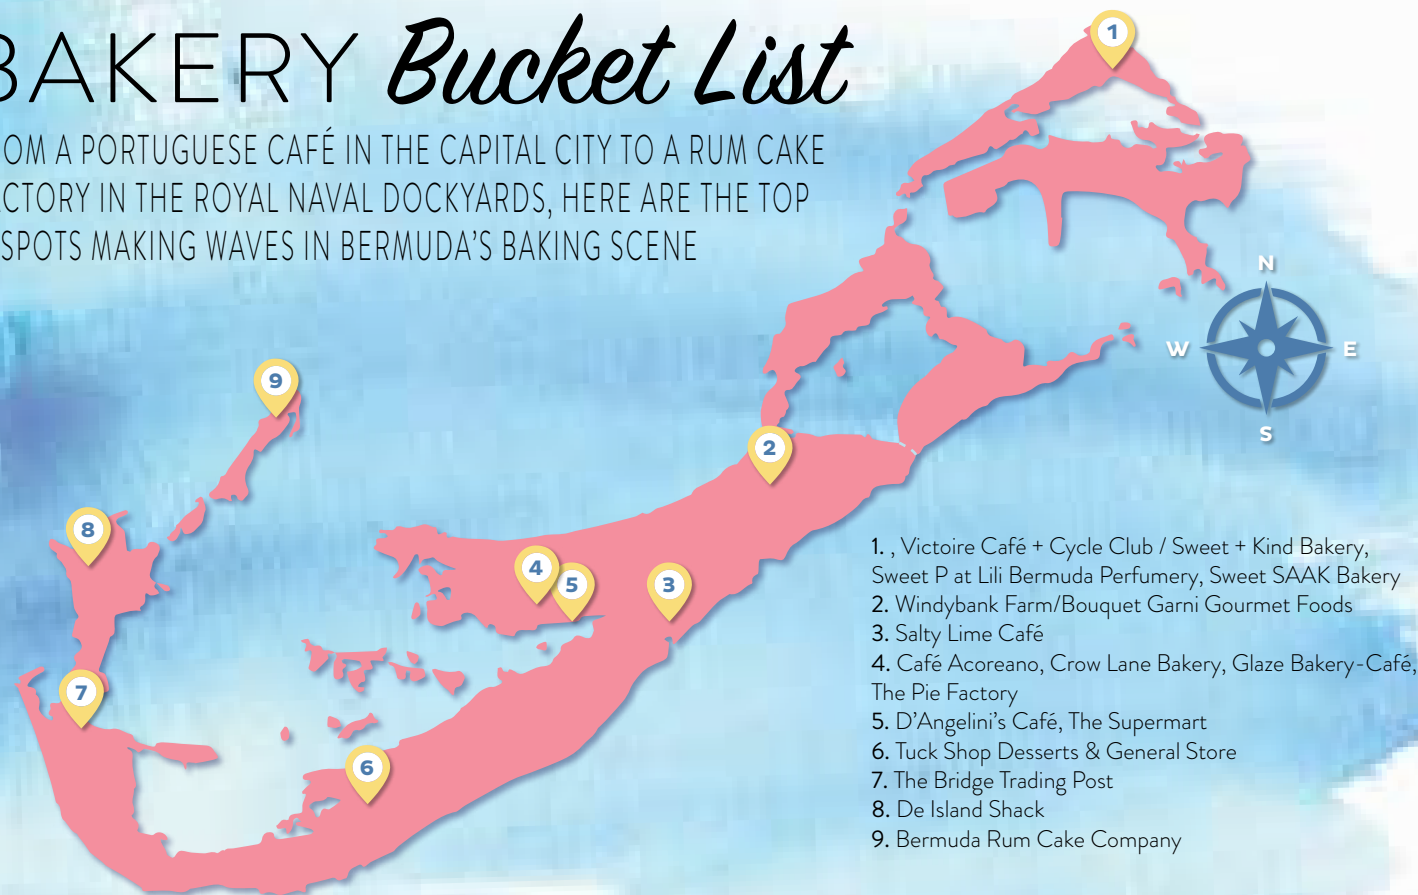 BAKERY Bucket List
OM A PORTUGUESE CAFÉ IN THE CAPITAL CITY TO A RUM CAKE
CTORY IN THE ROYAL NAVAL DOCKYARDS, HERE ARE THE TOP
SPOTS MAKING WAVES IN BERMUDA'S BAKING SCENE
1
N
W
E
S
9
2
8
4
5
3
7
6
1. , Victoire Café + Cycle Club / Sweet + Kind Bakery,
Sweet P at Lili Bermuda Perfumery, Sweet SAAK Bakery
2. Windybank Farm/Bouquet Garni Gourmet Foods
3. Salty Lime Café
4. Café Acoreano, Crow Lane Bakery, Glaze Bakery-Café,
The Pie Factory
5. D'Angelini's Café, The Supermart
6. Tuck Shop Desserts & General Store
7. The Bridge Trading Post
8. De Island Shack
9. Bermuda Rum Cake Company